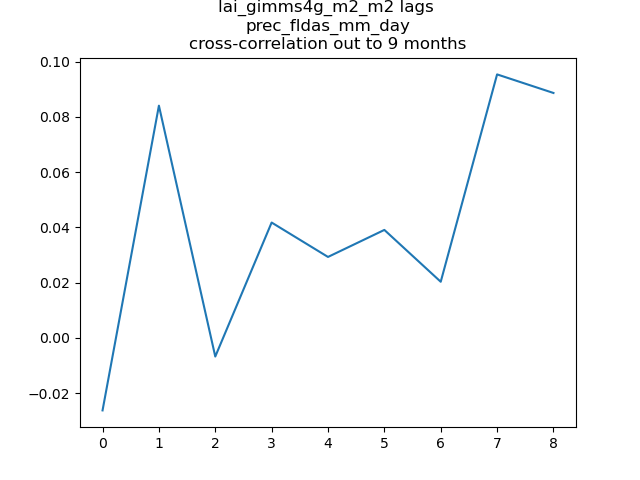 lai_gimms4g_m2_m2 lags
prec_fldas_mm_day
cross-correlation out to 9 months
0.10
0.08
0.06
0.04
0.02
0.00
−0.02
0 1 2 3 4 5 6 7 8